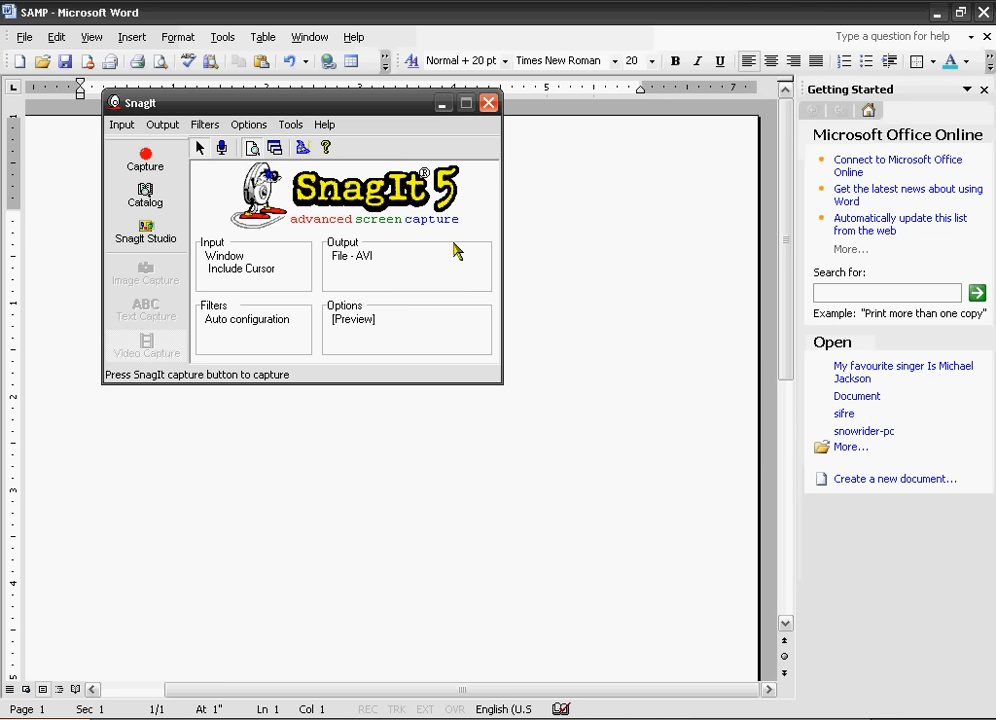 SAMP - Microsoft Word
File Edit View Insert Format Tools Table Window Help
Type a question for help
Normal + 20 pt Times New Roman 20 B I U
SnagIt
Input Output Filters Options Tools Help
Capture
Catalog
SnagIt Studio
Image Capture
ABC
Text Capture
Video Capture
SnagIt® 5
advanced screen capture
Input
Window
Include Cursor
Output
File - AVI
Filters
Auto configuration
Options
[Preview]
Press SnagIt capture button to capture
Getting Started
Microsoft Office Online
Connect to Microsoft Office
Online
Get the latest news about using
Word
Automatically update this list
from the web
More...
Search for:
Example: "Print more than one copy"
Open
My favourite singer Is Michael
Jackson
Document
sifre
snowrider-pc
More...
Create a new document...
Page 1 Sec 1 1/1 At 1" Ln 1 Col 1 REC TRK EXT OVR English (U.S